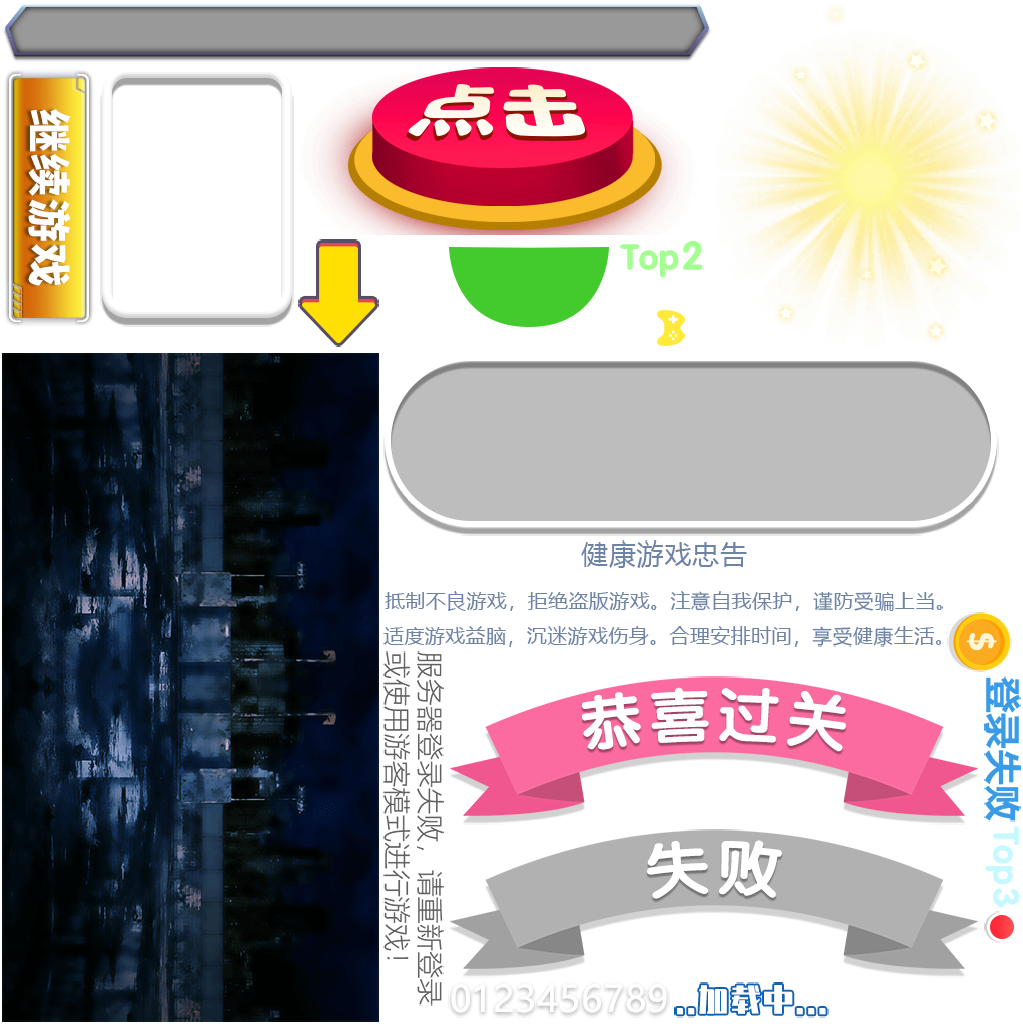 继续游戏
点击
Top2
健康游戏忠告
抵制不良游戏，拒绝盗版游戏。注意自我保护，谨防受骗上当。
适度游戏益脑，沉迷游戏伤身。合理安排时间，享受健康生活。
服务器登录失败，请重新登录
或使用游客模式进行游戏！
恭喜过关
登录失败
Top3
失败
0123456789
..加载中...